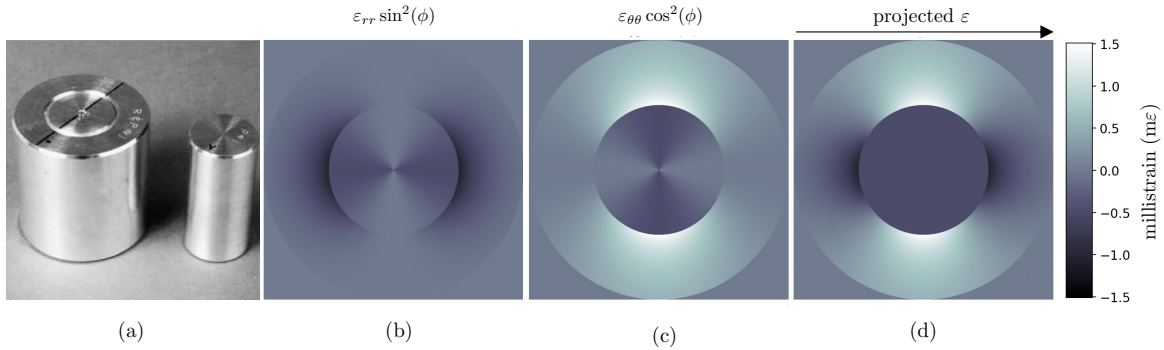 ε_rr sin²(ϕ)
ε_θθ cos²(ϕ)
projected ε
1.5
1.0
0.5
0.0
−0.5
−1.0
−1.5
millistrain (mε)
(a)
(b)
(c)
(d)